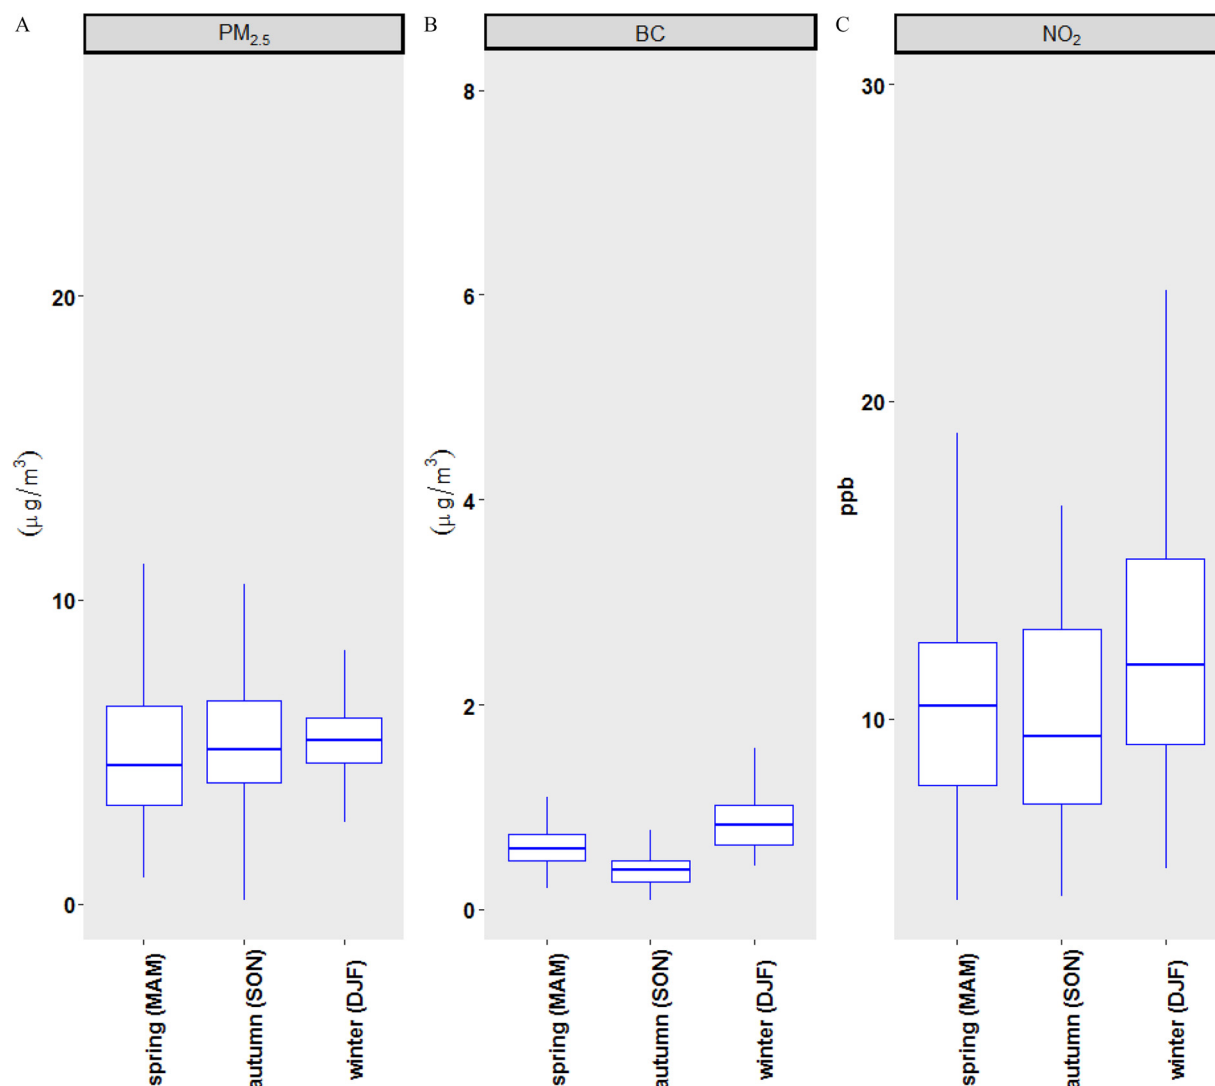 A
PM₂.₅
B
BC
C
NO₂
(μg/m³)
20
10
0
spring (MAM)
autumn (SON)
winter (DJF)
(μg/m³)
8
6
4
2
0
spring (MAM)
autumn (SON)
winter (DJF)
ppb
30
20
10
spring (MAM)
autumn (SON)
winter (DJF)